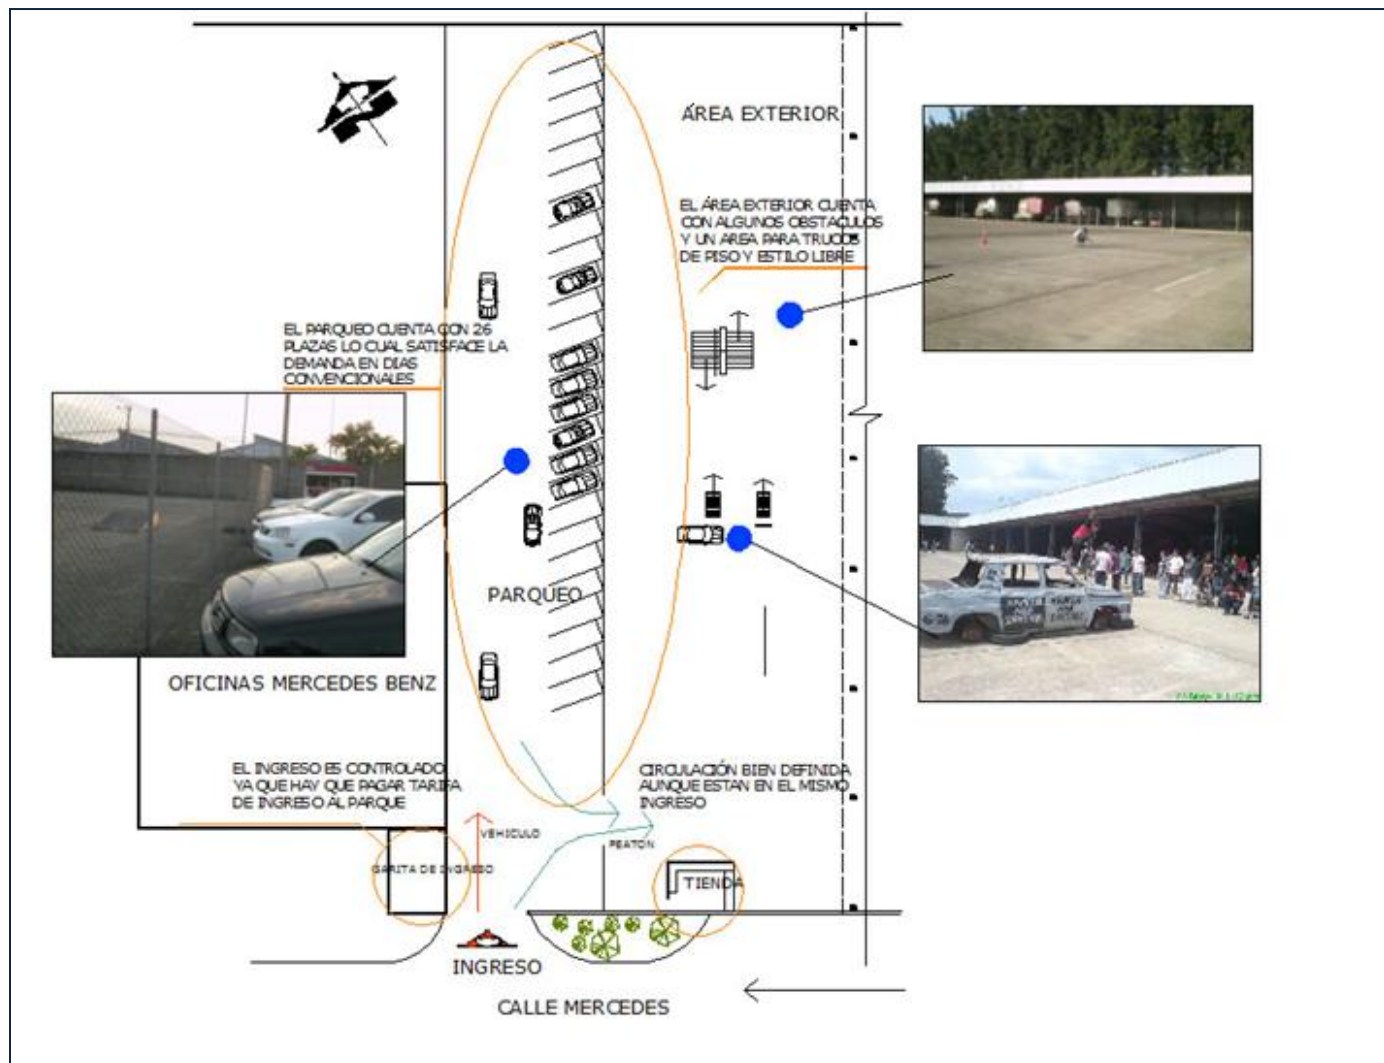 ÁREA EXTERIOR
EL ÁREA EXTERIOR CUENTA
CON ALGUNOS OBSTACULOS
Y UN AREA PARA TRUCOS
DE PISO Y ESTILO LIBRE
EL PARQUEO CUENTA CON 26
PLAZAS LO CUAL SATISFACE LA
DEMANDA EN DIAS
CONVENCIONALES
PARQUEO
OFICINAS MERCEDES BENZ
EL INGRESO ES CONTROLADO
YA QUE HAY QUE PAGAR TARIFA
DE INGRESO AL PARQUE
CIRCULACIÓN BIEN DEFINIDA
AUNQUE ESTAN EN EL MISMO
INGRESO
VEHICULO
PEATON
GARITA DE INGRESO
TIENDA
INGRESO
CALLE MERCEDES